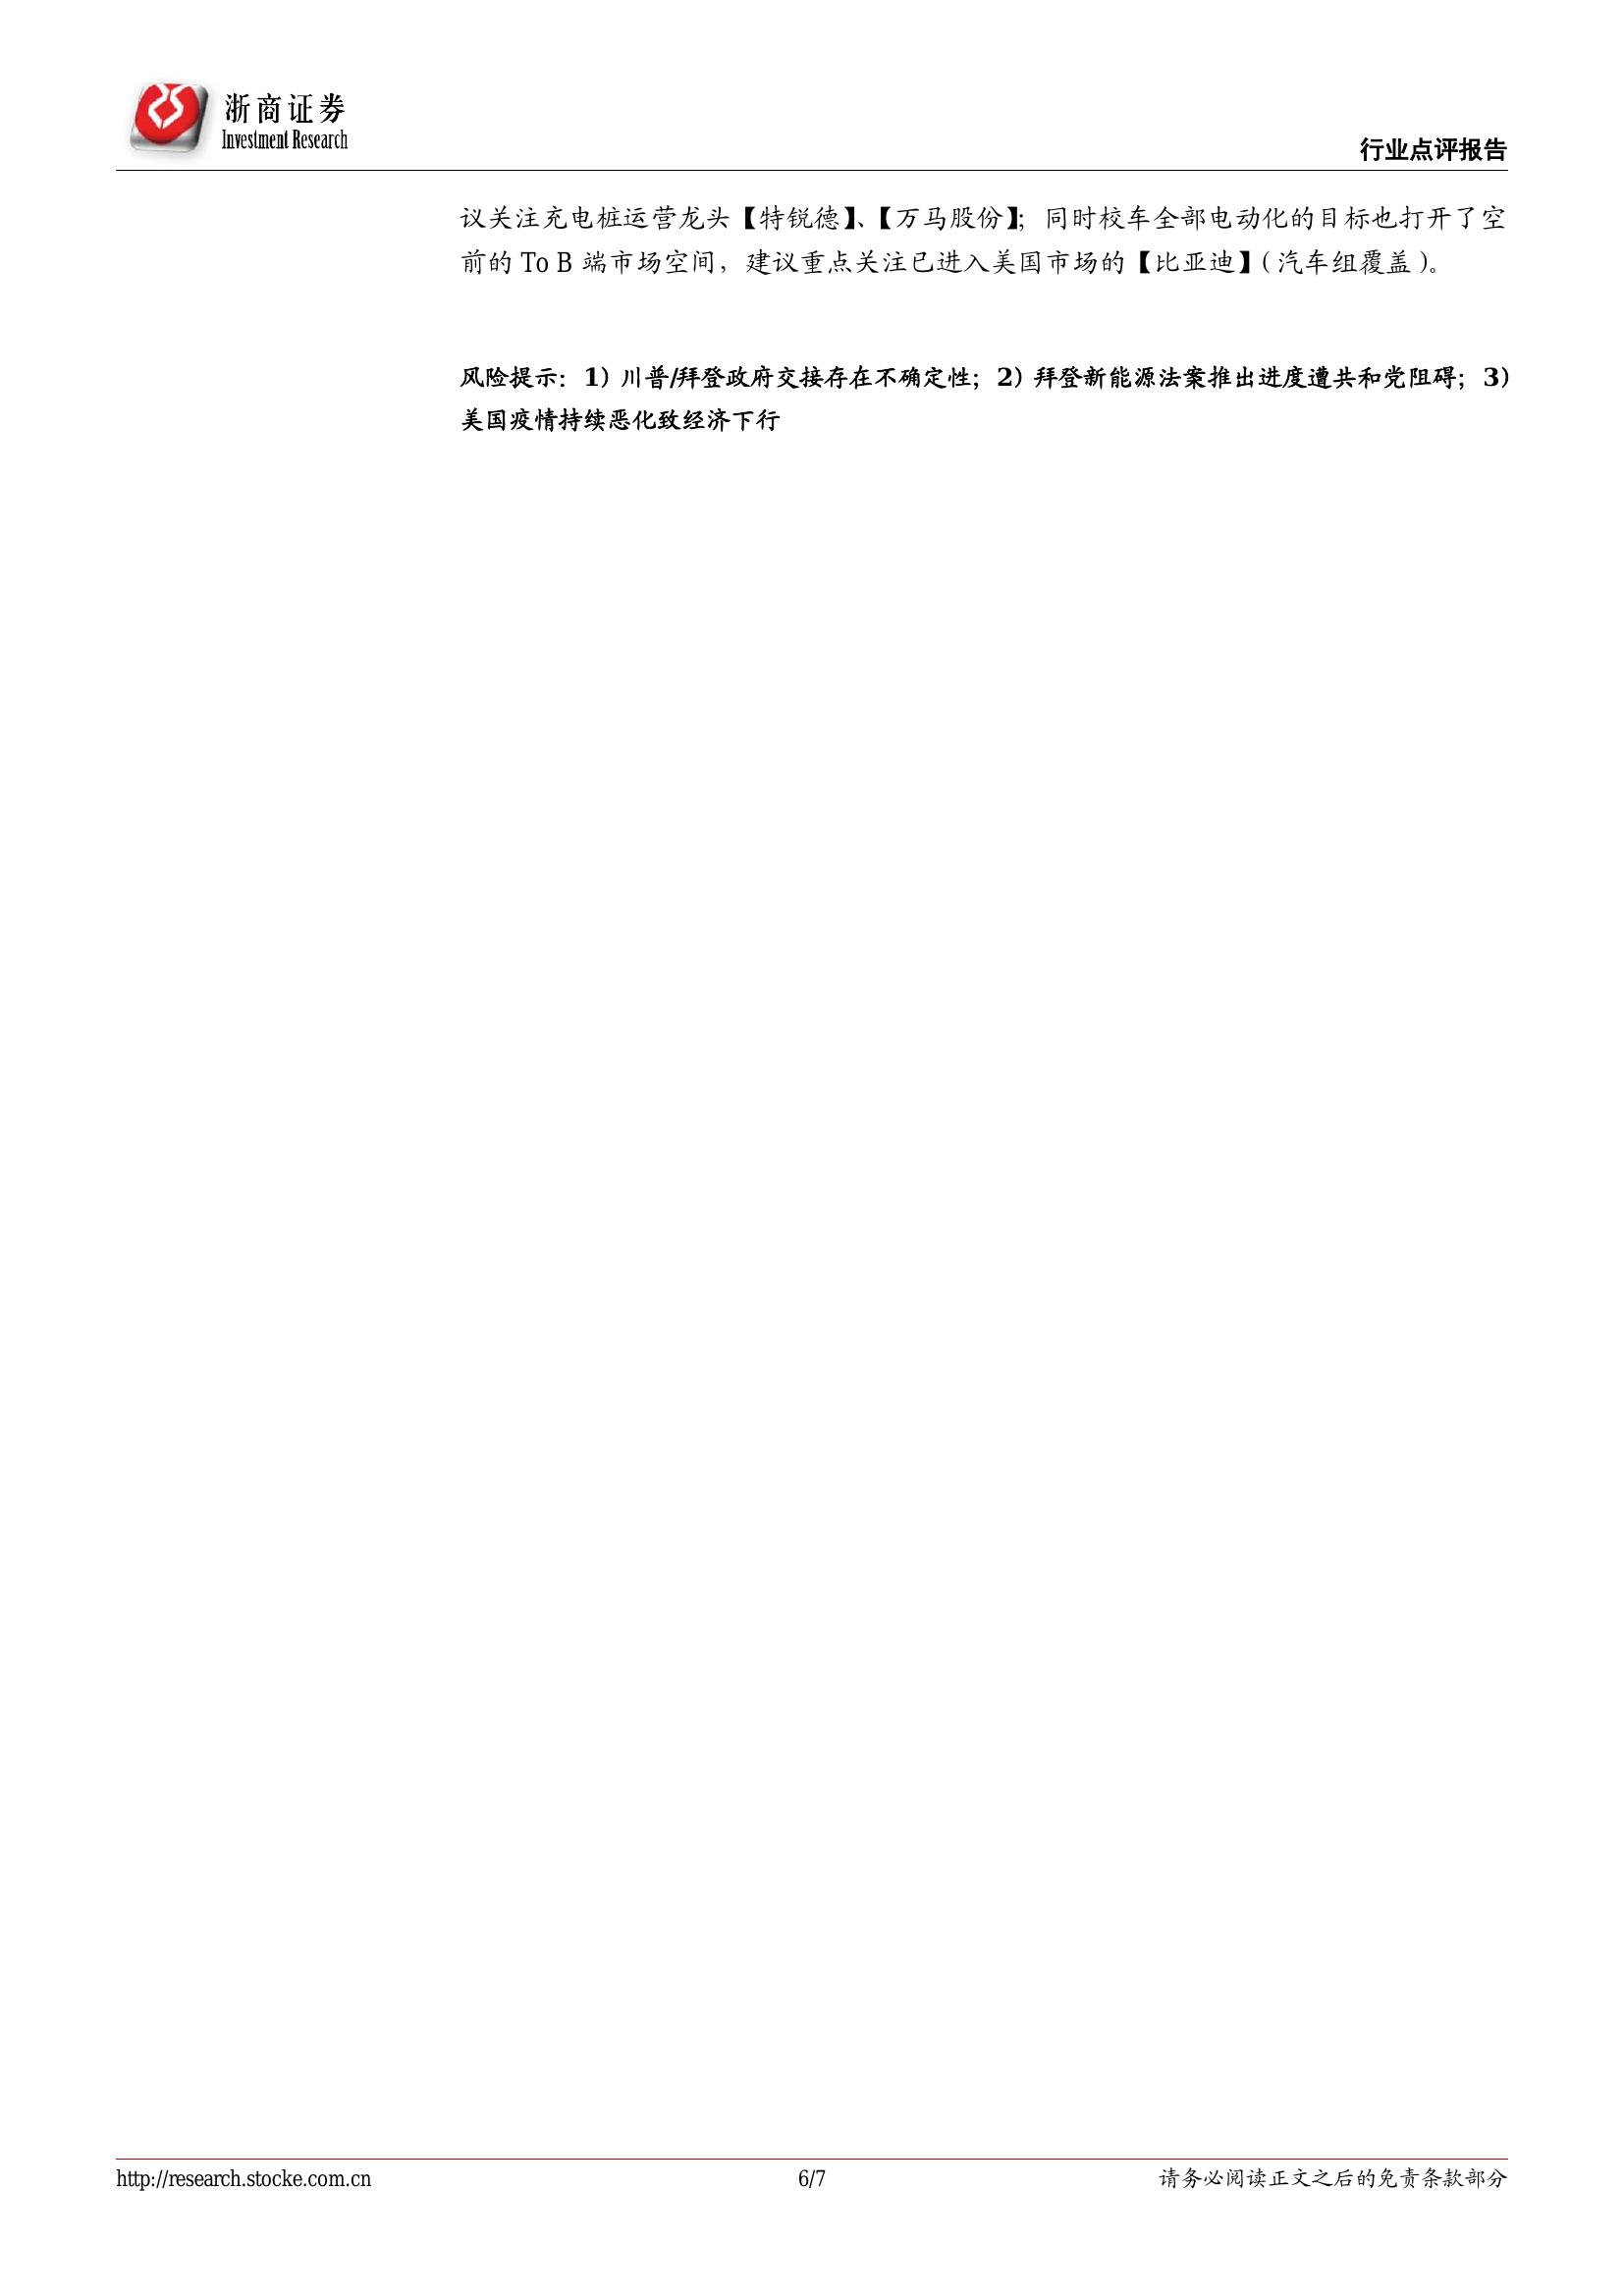 浙商证券
Investment Research
行业点评报告
议关注充电桩运营龙头【特锐德】、【万马股份】；同时校车全部电动化的目标也打开了空
前的 To B 端市场空间，建议重点关注已进入美国市场的【比亚迪】（汽车组覆盖）。
风险提示：1）川普/拜登政府交接存在不确定性；2）拜登新能源法案推出进度遭共和党阻碍；3）
美国疫情持续恶化致经济下行
http://research.stocke.com.cn
6/7
请务必阅读正文之后的免责条款部分